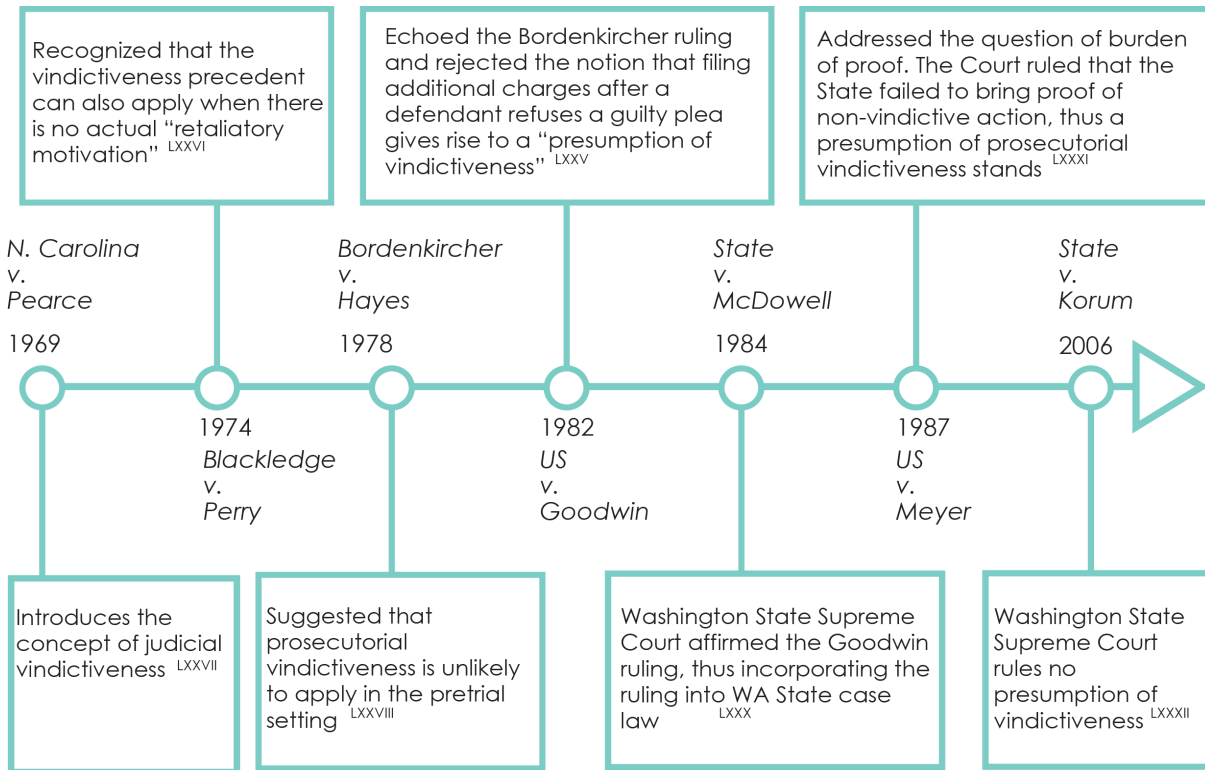 Recognized that the
vindictiveness precedent
can also apply when there
is no actual “retaliatory
motivation” LXXVI
Echoed the Bordenkircher ruling
and rejected the notion that filing
additional charges after a
defendant refuses a guilty plea
gives rise to a “presumption of
vindictiveness” LXXV
Addressed the question of burden
of proof. The Court ruled that the
State failed to bring proof of
non-vindictive action, thus a
presumption of prosecutorial
vindictiveness stands LXXXI
N. Carolina
v.
Pearce
1969
Bordenkircher
v.
Hayes
1978
State
v.
McDowell
1984
State
v.
Korum
2006
1974
Blackledge
v.
Perry
1982
US
v.
Goodwin
1987
US
v.
Meyer
Introduces the
concept of judicial
vindictiveness LXXVII
Suggested that
prosecutorial
vindictiveness is unlikely
to apply in the pretrial
setting LXXVIII
Washington State Supreme
Court affirmed the Goodwin
ruling, thus incorporating the
ruling into WA State case
law LXXX
Washington State
Supreme Court
rules no
presumption of
vindictiveness LXXXII